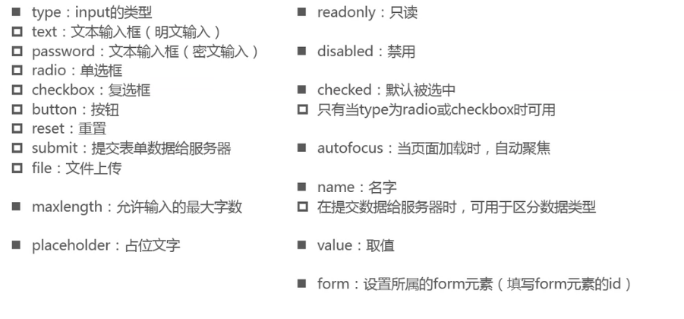 type：input的类型
text：文本输入框（明文输入）
password：文本输入框（密文输入）
radio：单选框
checkbox：复选框
button：按钮
reset：重置
submit：提交表单数据给服务器
file：文件上传
maxlength：允许输入的最大字数
placeholder：占位文字
readonly：只读
disabled：禁用
checked：默认被选中
只有当type为radio或checkbox时可用
autofocus：当页面加载时，自动聚焦
name：名字
在提交数据给服务器时，可用于区分数据类型
value：取值
form：设置所属的form元素（填写form元素的id）